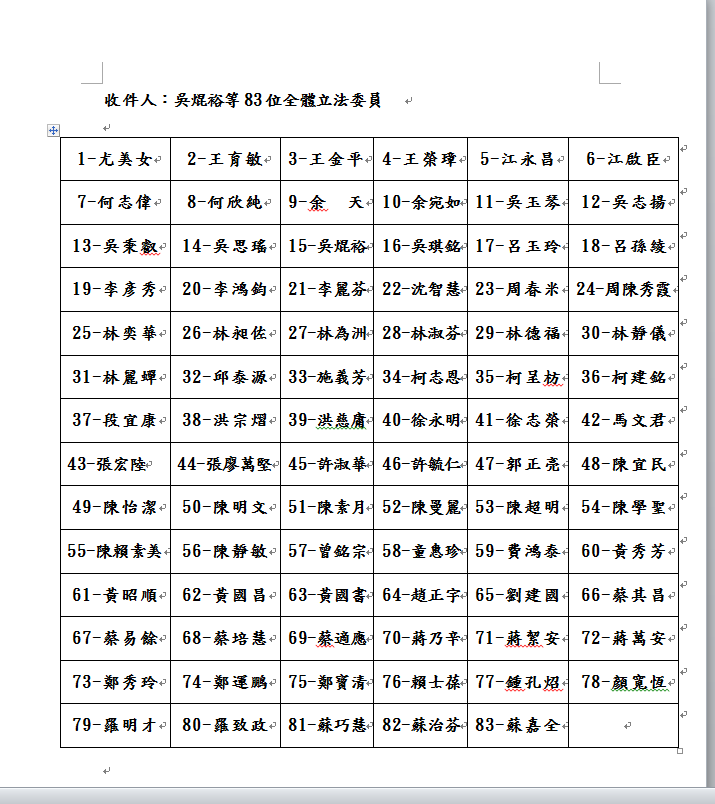 收件人：吳焜裕等 83 位全體立法委員
1-尤美女 2-王育敏 3-王金平 4-王榮璋 5-江永昌 6-江啟臣
7-何志偉 8-何欣純 9-余　天 10-余宛如 11-吳玉琴 12-吳志揚
13-吳秉叡 14-吳思瑤 15-吳焜裕 16-吳琪銘 17-呂玉玲 18-呂孫綾
19-李彥秀 20-李鴻鈞 21-李麗芬 22-沈智慧 23-周春米 24-周陳秀霞
25-林奕華 26-林昶佐 27-林為洲 28-林淑芬 29-林德福 30-林靜儀
31-林麗蟬 32-邱泰源 33-施義芳 34-柯志恩 35-柯呈枋 36-柯建銘
37-段宜康 38-洪宗熠 39-洪慈庸 40-徐永明 41-徐志榮 42-馬文君
43-張宏陸 44-張廖萬堅 45-許淑華 46-許毓仁 47-郭正亮 48-陳宜民
49-陳怡潔 50-陳明文 51-陳素月 52-陳曼麗 53-陳超明 54-陳學聖
55-陳賴素美 56-陳靜敏 57-曾銘宗 58-童惠珍 59-費鴻泰 60-黃秀芳
61-黃昭順 62-黃國昌 63-黃國書 64-趙正宇 65-劉建國 66-蔡其昌
67-蔡易餘 68-蔡培慧 69-蔡適應 70-蔣乃辛 71-蔣絜安 72-蔣萬安
73-鄭秀玲 74-鄭運鵬 75-鄭寶清 76-賴士葆 77-鍾孔炤 78-顏寬恒
79-羅明才 80-羅致政 81-蘇巧慧 82-蘇治芬 83-蘇嘉全